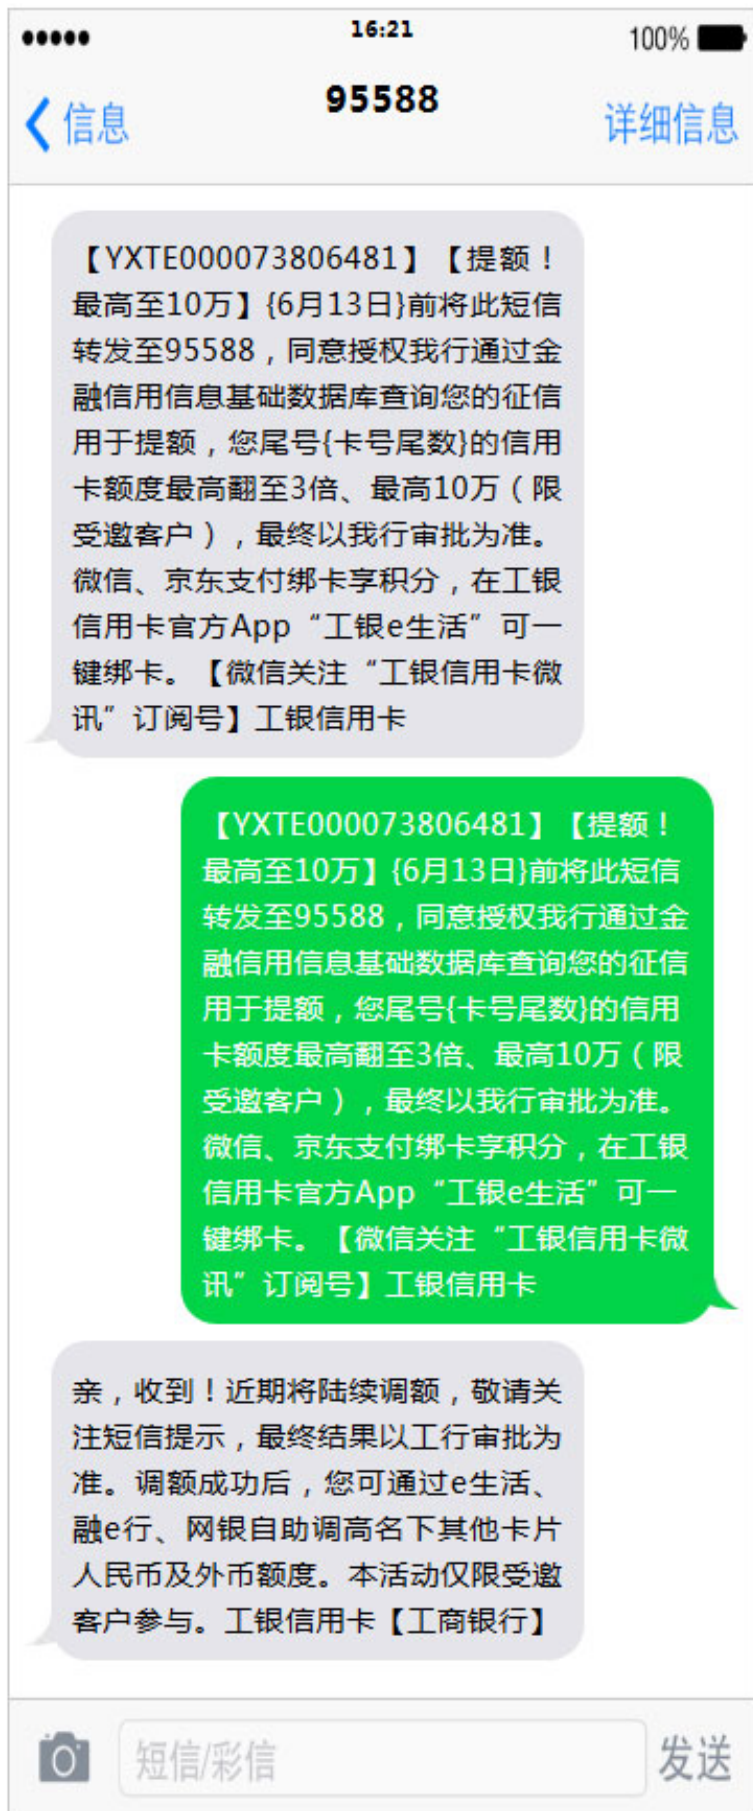 16:21
100%
信息
95588
详细信息
【YXTE000073806481】【提额！
最高至10万】{6月13日}前将此短信
转发至95588，同意授权我行通过金
融信用信息基础数据库查询您的征信
用于提额，您尾号{卡号尾数}的信用
卡额度最高翻至3倍、最高10万（限
受邀客户），最终以我行审批为准。
微信、京东支付绑卡享积分，在工银
信用卡官方App“工银e生活”可一
键绑卡。【微信关注“工银信用卡微
讯”订阅号】工银信用卡
【YXTE000073806481】【提额！
最高至10万】{6月13日}前将此短信
转发至95588，同意授权我行通过金
融信用信息基础数据库查询您的征信
用于提额，您尾号{卡号尾数}的信用
卡额度最高翻至3倍、最高10万（限
受邀客户），最终以我行审批为准。
微信、京东支付绑卡享积分，在工银
信用卡官方App“工银e生活”可一
键绑卡。【微信关注“工银信用卡微
讯”订阅号】工银信用卡
亲，收到！近期将陆续调额，敬请关
注短信提示，最终结果以工行审批为
准。调额成功后，您可通过e生活、
融e行、网银自助调高名下其他卡片
人民币及外币额度。本活动仅限受邀
客户参与。工银信用卡【工商银行】
短信/彩信
发送